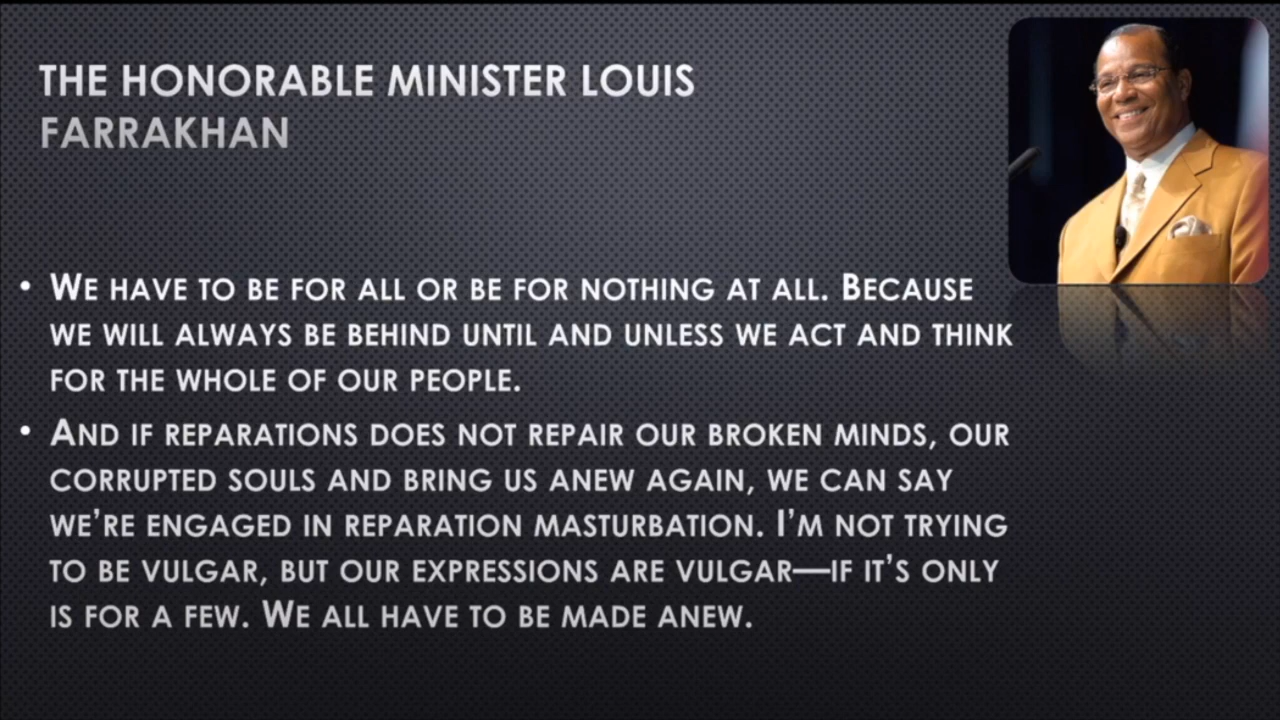 THE HONORABLE MINISTER LOUIS
FARRAKHAN
• WE HAVE TO BE FOR ALL OR BE FOR NOTHING AT ALL. BECAUSE
WE WILL ALWAYS BE BEHIND UNTIL AND UNLESS WE ACT AND THINK
FOR THE WHOLE OF OUR PEOPLE.
• AND IF REPARATIONS DOES NOT REPAIR OUR BROKEN MINDS, OUR
CORRUPTED SOULS AND BRING US ANEW AGAIN, WE CAN SAY
WE’RE ENGAGED IN REPARATION MASTURBATION. I’M NOT TRYING
TO BE VULGAR, BUT OUR EXPRESSIONS ARE VULGAR—IF IT’S ONLY
IS FOR A FEW. WE ALL HAVE TO BE MADE ANEW.